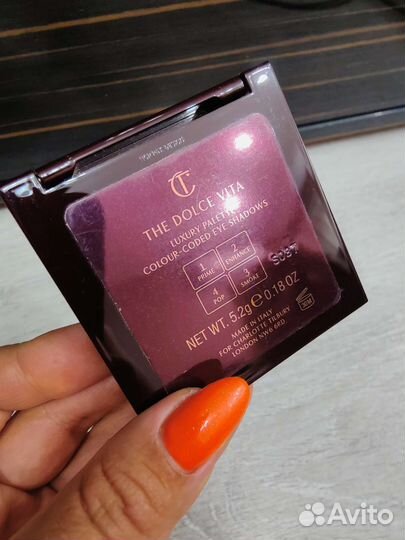 CT
THE DOLCE VITA
LUXURY PALETTE
COLOUR-CODED EYE SHADOWS
1 PRIME
2 ENHANCE
4 POP
3 SMOKE
NET WT. 5.2g e 0.18 OZ
MADE IN ITALY
FOR CHARLOTTE TILBURY
LONDON NW6 6RD
Avito